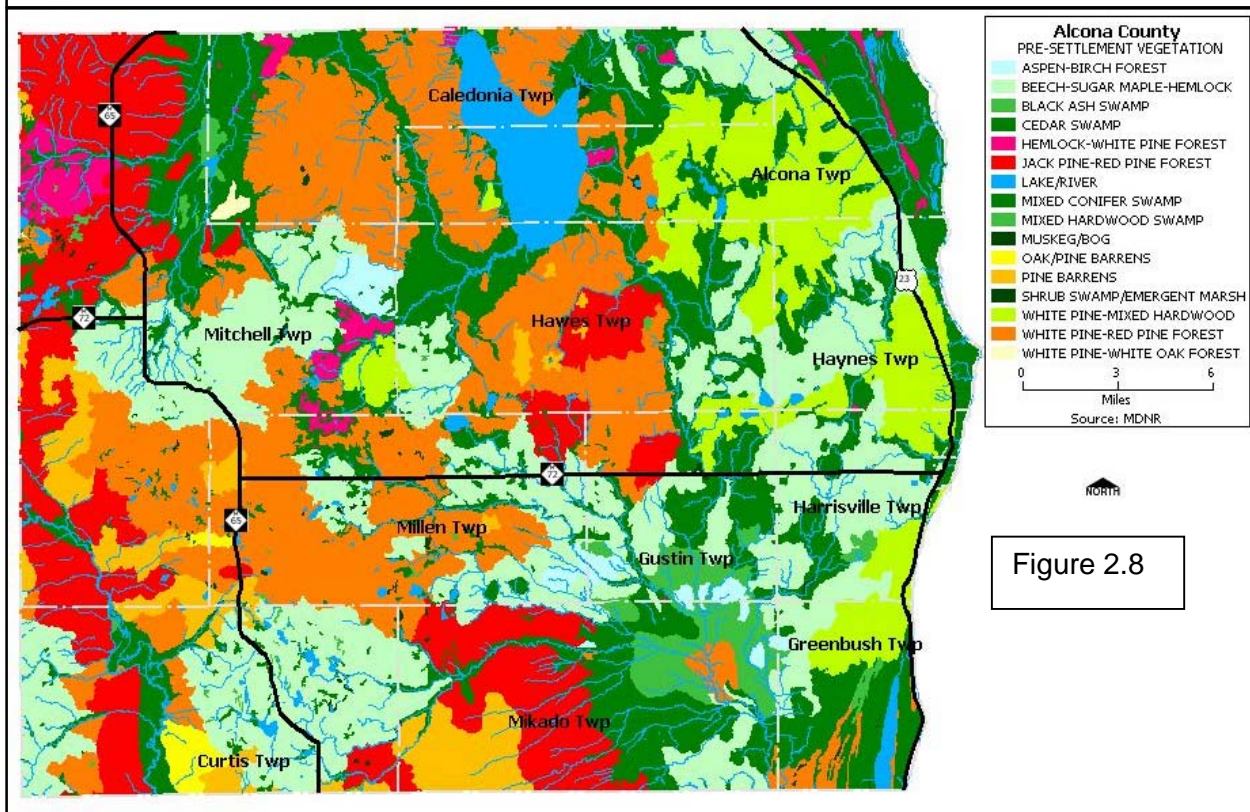 Alcona County
PRE-SETTLEMENT VEGETATION
ASPEN-BIRCH FOREST
BEECH-SUGAR MAPLE-HEMLOCK
BLACK ASH SWAMP
CEDAR SWAMP
HEMLOCK-WHITE PINE FOREST
JACK PINE-RED PINE FOREST
LAKE/RIVER
MIXED CONIFER SWAMP
MIXED HARDWOOD SWAMP
MUSKEG/BOG
OAK/PINE BARRENS
PINE BARRENS
SHRUB SWAMP/EMERGENT MARSH
WHITE PINE-MIXED HARDWOOD
WHITE PINE-RED PINE FOREST
WHITE PINE-WHITE OAK FOREST
0 3 6
Miles
Source: MDNR
NORTH
Figure 2.8
Caledonia Twp
M 65
Alcona Twp
23
M 72
Mitchell Twp
Hawes Twp
Haynes Twp
M 72
M 65
Millen Twp
Harrisville Twp
Gustin Twp
Greenbush Twp
Mikado Twp
Curtis Twp